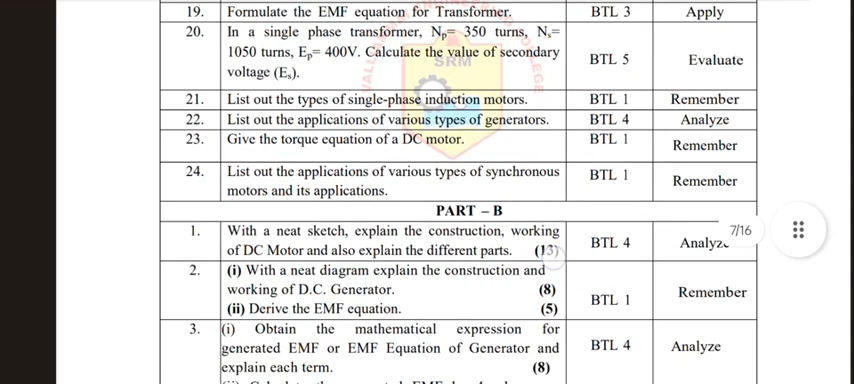 19. Formulate the EMF equation for Transformer. BTL 3 Apply
20. In a single phase transformer, Np= 350 turns, Ns=
1050 turns, Ep= 400V. Calculate the value of secondary
voltage (Es). BTL 5 Evaluate
21. List out the types of single-phase induction motors. BTL 1 Remember
22. List out the applications of various types of generators. BTL 4 Analyze
23. Give the torque equation of a DC motor. BTL 1 Remember
24. List out the applications of various types of synchronous
motors and its applications. BTL 1 Remember
PART – B
1. With a neat sketch, explain the construction, working
of DC Motor and also explain the different parts. (13) BTL 4 Analyze
7/16
2. (i) With a neat diagram explain the construction and
working of D.C. Generator. (8)
(ii) Derive the EMF equation. (5) BTL 1 Remember
3. (i) Obtain the mathematical expression for
generated EMF or EMF Equation of Generator and
explain each term. (8) BTL 4 Analyze
SRM